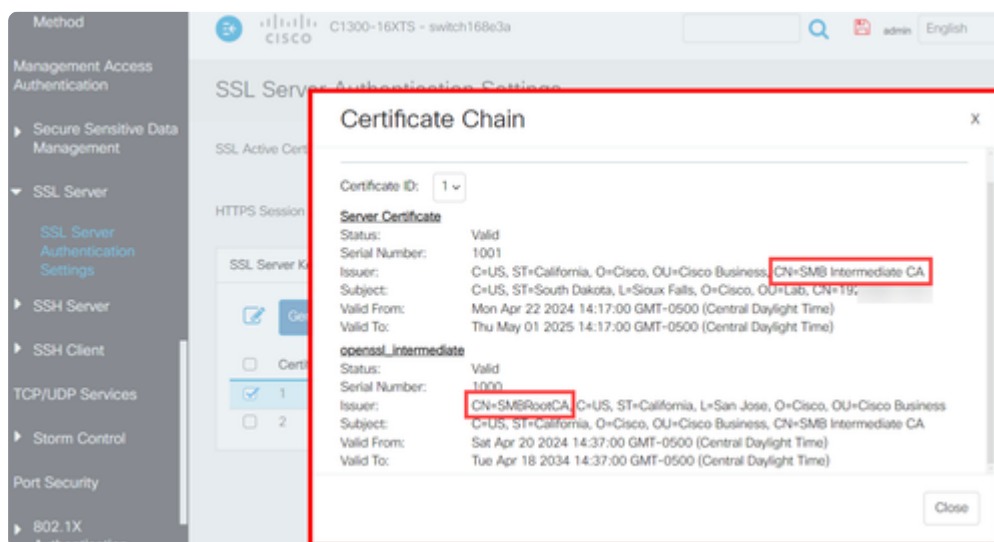 Method
Management Access
Authentication
Secure Sensitive Data
Management
SSL Server
SSL Server
Authentication
Settings
SSH Server
SSH Client
TCP/UDP Services
Storm Control
Port Security
802.1X
CISCO
C1300-16XTS - switch168e3a
admin
English
SSL Server Authentication Settings
SSL Active Cert
HTTPS Session
SSL Server K
Certi
1
2
Certificate Chain
X
Certificate ID: 1
Server Certificate
Status: Valid
Serial Number: 1001
Issuer: C=US, ST=California, O=Cisco, OU=Cisco Business, CN=SMB Intermediate CA
Subject: C=US, ST=South Dakota, L=Sioux Falls, O=Cisco, OU=Lab, CN=192
Valid From: Mon Apr 22 2024 14:17:00 GMT-0500 (Central Daylight Time)
Valid To: Thu May 01 2025 14:17:00 GMT-0500 (Central Daylight Time)
openssl_intermediate
Status: Valid
Serial Number: 1000
Issuer: CN=SMBRootCA, C=US, ST=California, L=San Jose, O=Cisco, OU=Cisco Business
Subject: C=US, ST=California, O=Cisco, OU=Cisco Business, CN=SMB Intermediate CA
Valid From: Sat Apr 20 2024 14:37:00 GMT-0500 (Central Daylight Time)
Valid To: Tue Apr 18 2034 14:37:00 GMT-0500 (Central Daylight Time)
Close